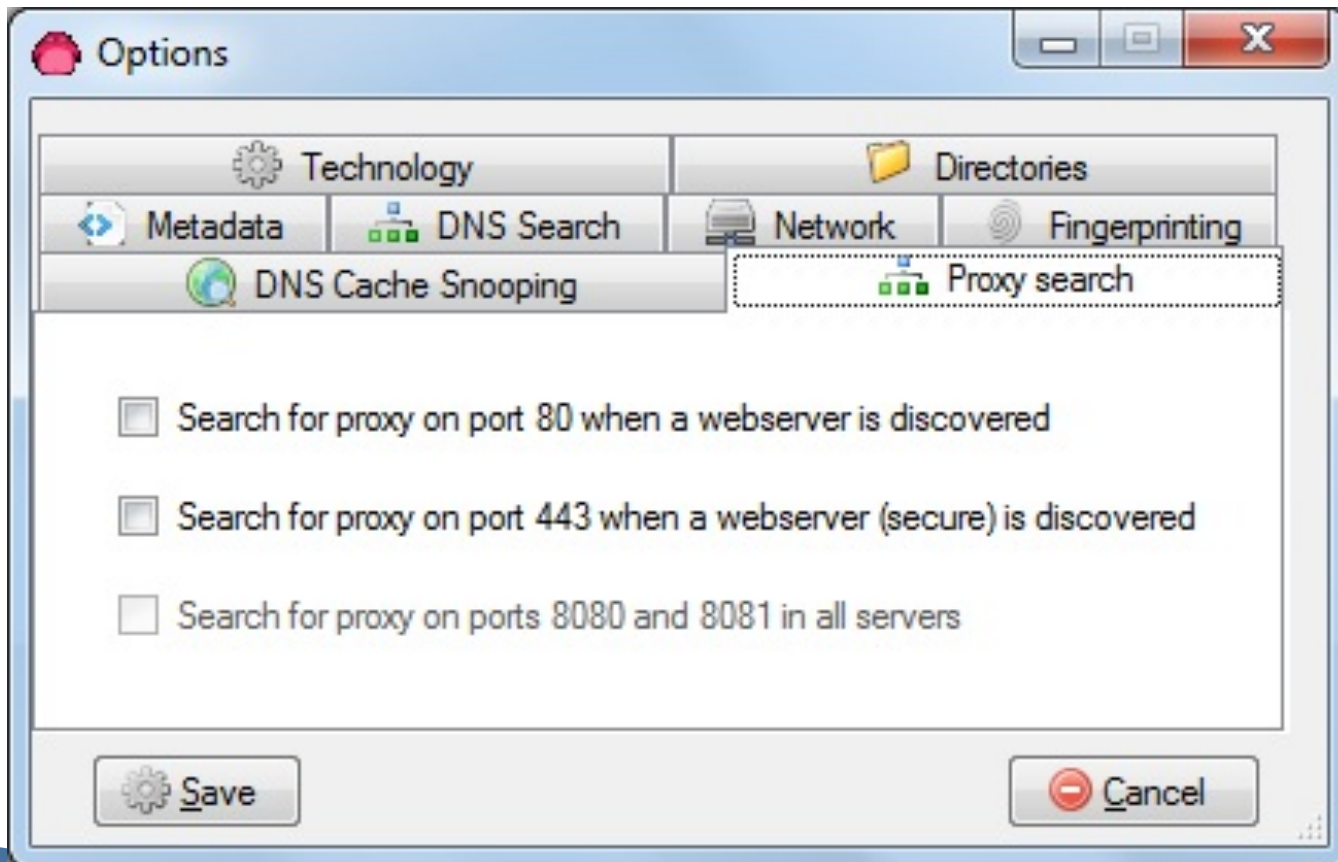 Options
Technology
Directories
Metadata
DNS Search
Network
Fingerprinting
DNS Cache Snooping
Proxy search
Search for proxy on port 80 when a webserver is discovered
Search for proxy on port 443 when a webserver (secure) is discovered
Search for proxy on ports 8080 and 8081 in all servers
Save
Cancel